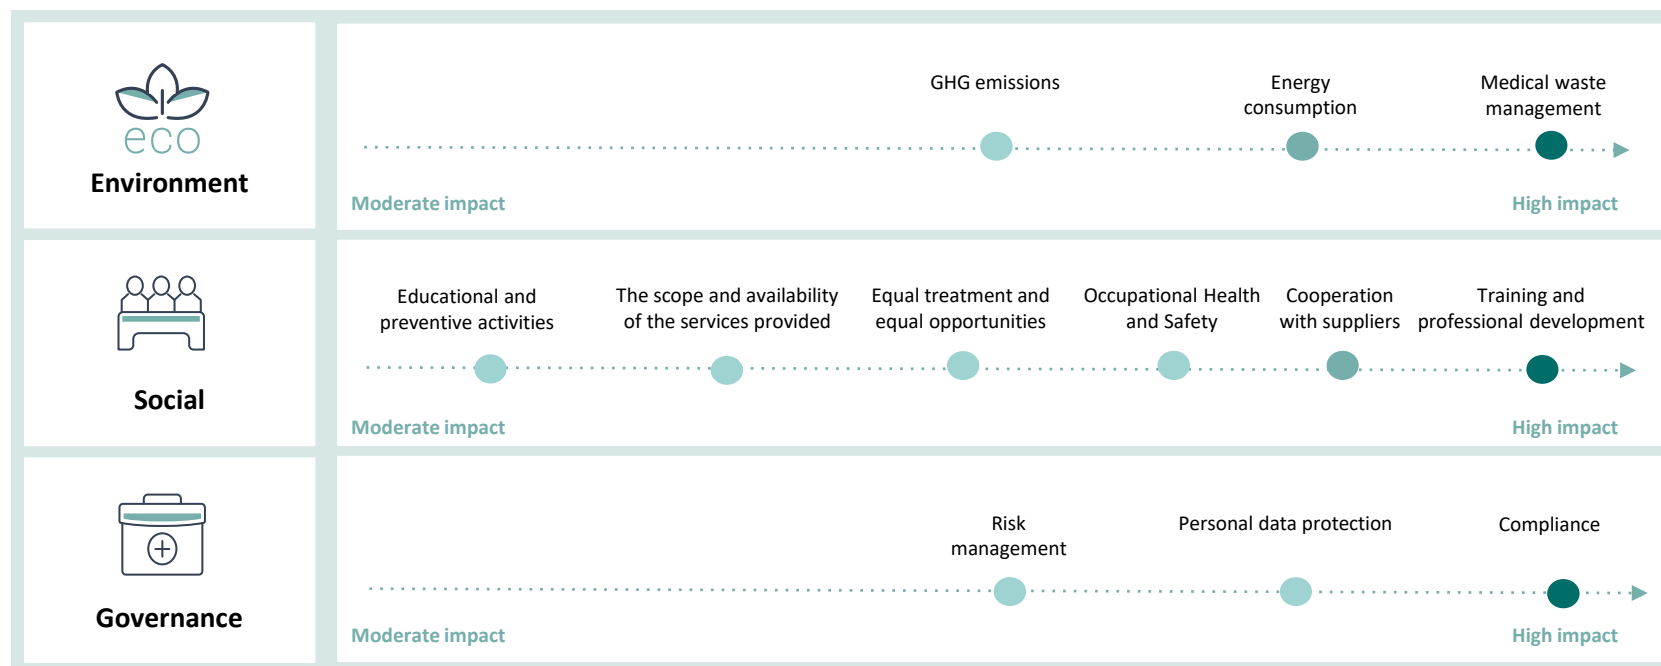 eco
Environment
GHG emissions
Energy
consumption
Medical waste
management
Moderate impact
High impact
Social
Educational and
preventive activities
The scope and availability
of the services provided
Equal treatment and
equal opportunities
Occupational Health
and Safety
Cooperation
with suppliers
Training and
professional development
Moderate impact
High impact
Governance
Risk
management
Personal data protection
Compliance
Moderate impact
High impact